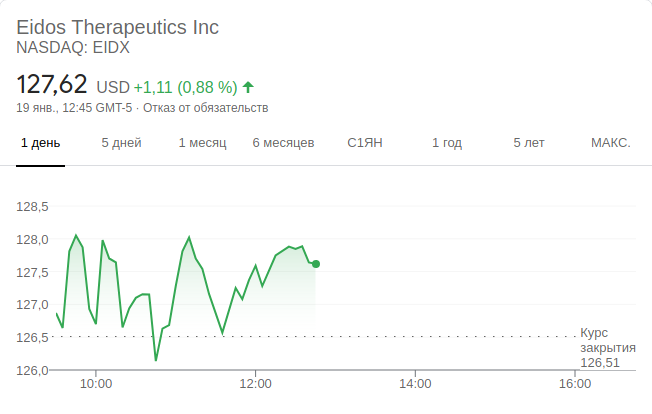 Eidos Therapeutics Inc
NASDAQ: EIDX
127,62 USD +1,11 (0,88 %)
19 янв., 12:45 GMT-5 · Отказ от обязательств
1 день 5 дней 1 месяц 6 месяцев С1ЯН 1 год 5 лет МАКС.
128,5
128,0
127,5
127,0
126,5
126,0
Курс
закрытия
126,51
10:00 12:00 14:00 16:00